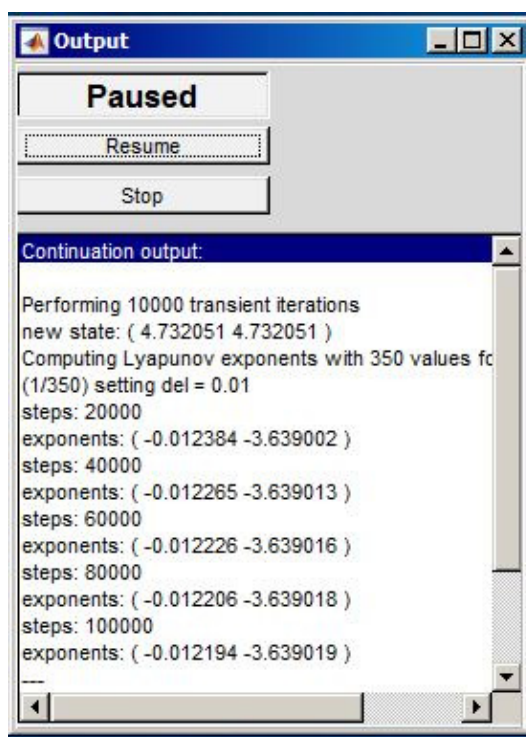 Output
Paused
Resume
Stop
Continuation output:
Performing 10000 transient iterations
new state: ( 4.732051 4.732051 )
Computing Lyapunov exponents with 350 values fo
(1/350) setting del = 0.01
steps: 20000
exponents: ( -0.012384 -3.639002 )
steps: 40000
exponents: ( -0.012265 -3.639013 )
steps: 60000
exponents: ( -0.012226 -3.639016 )
steps: 80000
exponents: ( -0.012206 -3.639018 )
steps: 100000
exponents: ( -0.012194 -3.639019 )
---